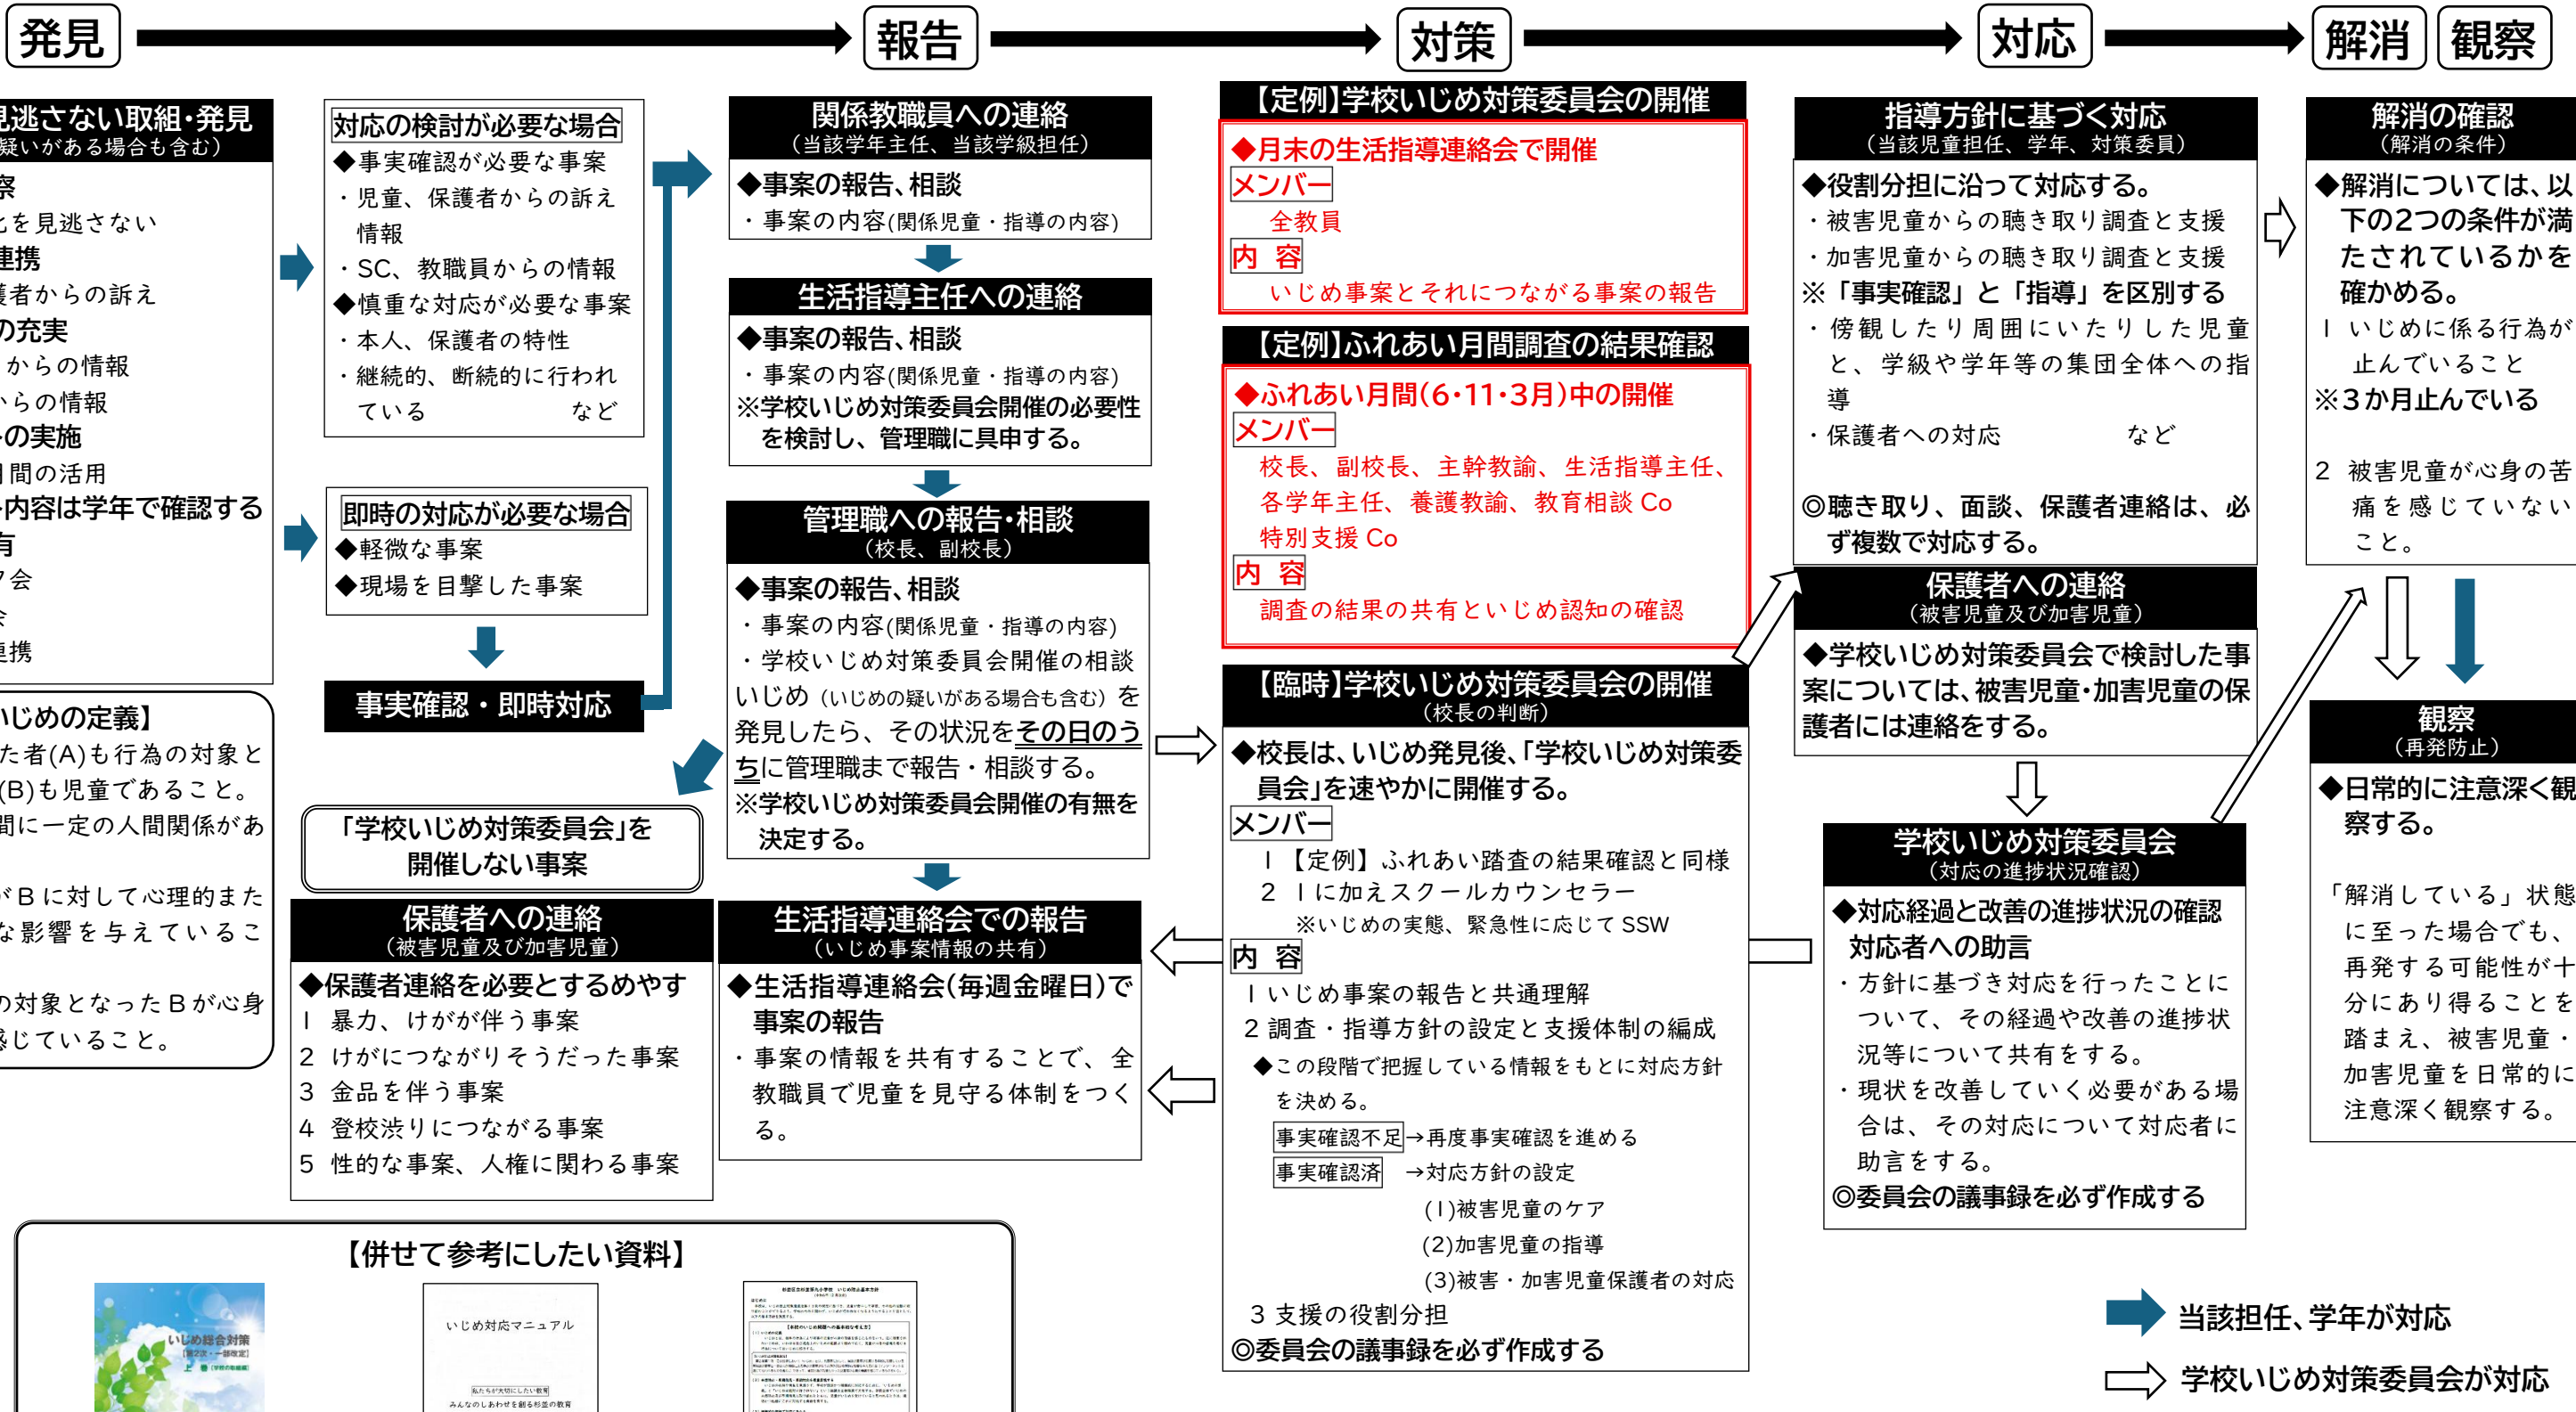 発見
報告
対策
対応
解消
観察
見逃さない取組・発見
疑いがある場合も含む）
察
化を見逃さない
連携
護者からの訴え
の充実
からの情報
からの情報
トの実施
月間の活用
ト内容は学年で確認する
有
会
連携
いじめの定義】
た者(A)も行為の対象と
(B)も児童であること。
間に一定の人間関係があ
がＢに対して心理的また
な影響を与えているこ
の対象となったＢが心身
感じていること。
対応の検討が必要な場合
◆事実確認が必要な事案
・児童、保護者からの訴え
情報
・SC、教職員からの情報
◆慎重な対応が必要な事案
・本人、保護者の特性
・継続的、断続的に行われ
ている　など
即時の対応が必要な場合
◆軽微な事案
◆現場を目撃した事案
事実確認・即時対応
「学校いじめ対策委員会」を
開催しない事案
保護者への連絡
（被害児童及び加害児童）
◆保護者連絡を必要とするめやす
1 暴力、けがが伴う事案
2 けがにつながりそうだった事案
3 金品を伴う事案
4 登校渋りにつながる事案
5 性的な事案、人権に関わる事案
関係教職員への連絡
（当該学年主任、当該学級担任）
◆事案の報告、相談
・事案の内容(関係児童・指導の内容)
生活指導主任への連絡
◆事案の報告、相談
・事案の内容(関係児童・指導の内容)
※学校いじめ対策委員会開催の必要性
を検討し、管理職に具申する。
管理職への報告・相談
（校長、副校長）
◆事案の報告、相談
・事案の内容(関係児童・指導の内容)
・学校いじめ対策委員会開催の相談
いじめ（いじめの疑いがある場合も含む）を
発見したら、その状況をその日のう
ちに管理職まで報告・相談する。
※学校いじめ対策委員会開催の有無を
決定する。
生活指導連絡会での報告
（いじめ事案情報の共有）
◆生活指導連絡会(毎週金曜日)で
事案の報告
・事案の情報を共有することで、全
教職員で児童を見守る体制をつく
る。
【定例】学校いじめ対策委員会の開催
◆月末の生活指導連絡会で開催
メンバー
全教員
内 容
いじめ事案とそれにつながる事案の報告
【定例】ふれあい月間調査の結果確認
◆ふれあい月間（6・11・3月）中の開催
メンバー
校長、副校長、主幹教諭、生活指導主任、
各学年主任、養護教諭、教育相談 Co
特別支援 Co
内 容
調査の結果の共有といじめ認知の確認
【臨時】学校いじめ対策委員会の開催
（校長の判断）
◆校長は、いじめ発見後、「学校いじめ対策委
員会」を速やかに開催する。
メンバー
1 【定例】ふれあい踏査の結果確認と同様
2 1に加えスクールカウンセラー
※いじめの実態、緊急性に応じて SSW
内 容
1 いじめ事案の報告と共通理解
2 調査・指導方針の設定と支援体制の編成
◆この段階で把握している情報をもとに対応方針
を決める。
事実確認不足→再度事実確認を進める
事実確認済　→対応方針の設定
(1)被害児童のケア
(2)加害児童の指導
(3)被害・加害児童保護者の対応
3 支援の役割分担
◎委員会の議事録を必ず作成する
指導方針に基づく対応
（当該児童担任、学年、対策委員）
◆役割分担に沿って対応する。
・被害児童からの聴き取り調査と支援
・加害児童からの聴き取り調査と支援
※「事実確認」と「指導」を区別する
・傍観したり周囲にいたりした児童
と、学級や学年等の集団全体への指
導
・保護者への対応　など
◎聴き取り、面談、保護者連絡は、必
ず複数で対応する。
保護者への連絡
（被害児童及び加害児童）
◆学校いじめ対策委員会で検討した事
案については、被害児童・加害児童の保
護者には連絡をする。
学校いじめ対策委員会
（対応の進捗状況確認）
◆対応経過と改善の進捗状況の確認
対応者への助言
・方針に基づき対応を行ったことに
ついて、その経過や改善の進捗状
況等について共有をする。
・現状を改善していく必要がある場
合は、その対応について対応者に
助言をする。
◎委員会の議事録を必ず作成する
解消の確認
（解消の条件）
◆解消については、以
下の2つの条件が満
たされているかを
確かめる。
1 いじめに係る行為が
止んでいること
※3か月止んでいる
2 被害児童が心身の苦
痛を感じていない
こと。
観察
（再発防止）
◆日常的に注意深く観
察する。
「解消している」状態
に至った場合でも、
再発する可能性が十
分にあり得ることを
踏まえ、被害児童・
加害児童を日常的に
注意深く観察する。
【併せて参考にしたい資料】
いじめ総合対策
【第2次・一部改定】
上 巻［学校の取組編］
いじめ対応マニュアル
私たちが大切にしたい教育
みんなのしあわせを創る杉並の教育
当該担任、学年が対応
学校いじめ対策委員会が対応